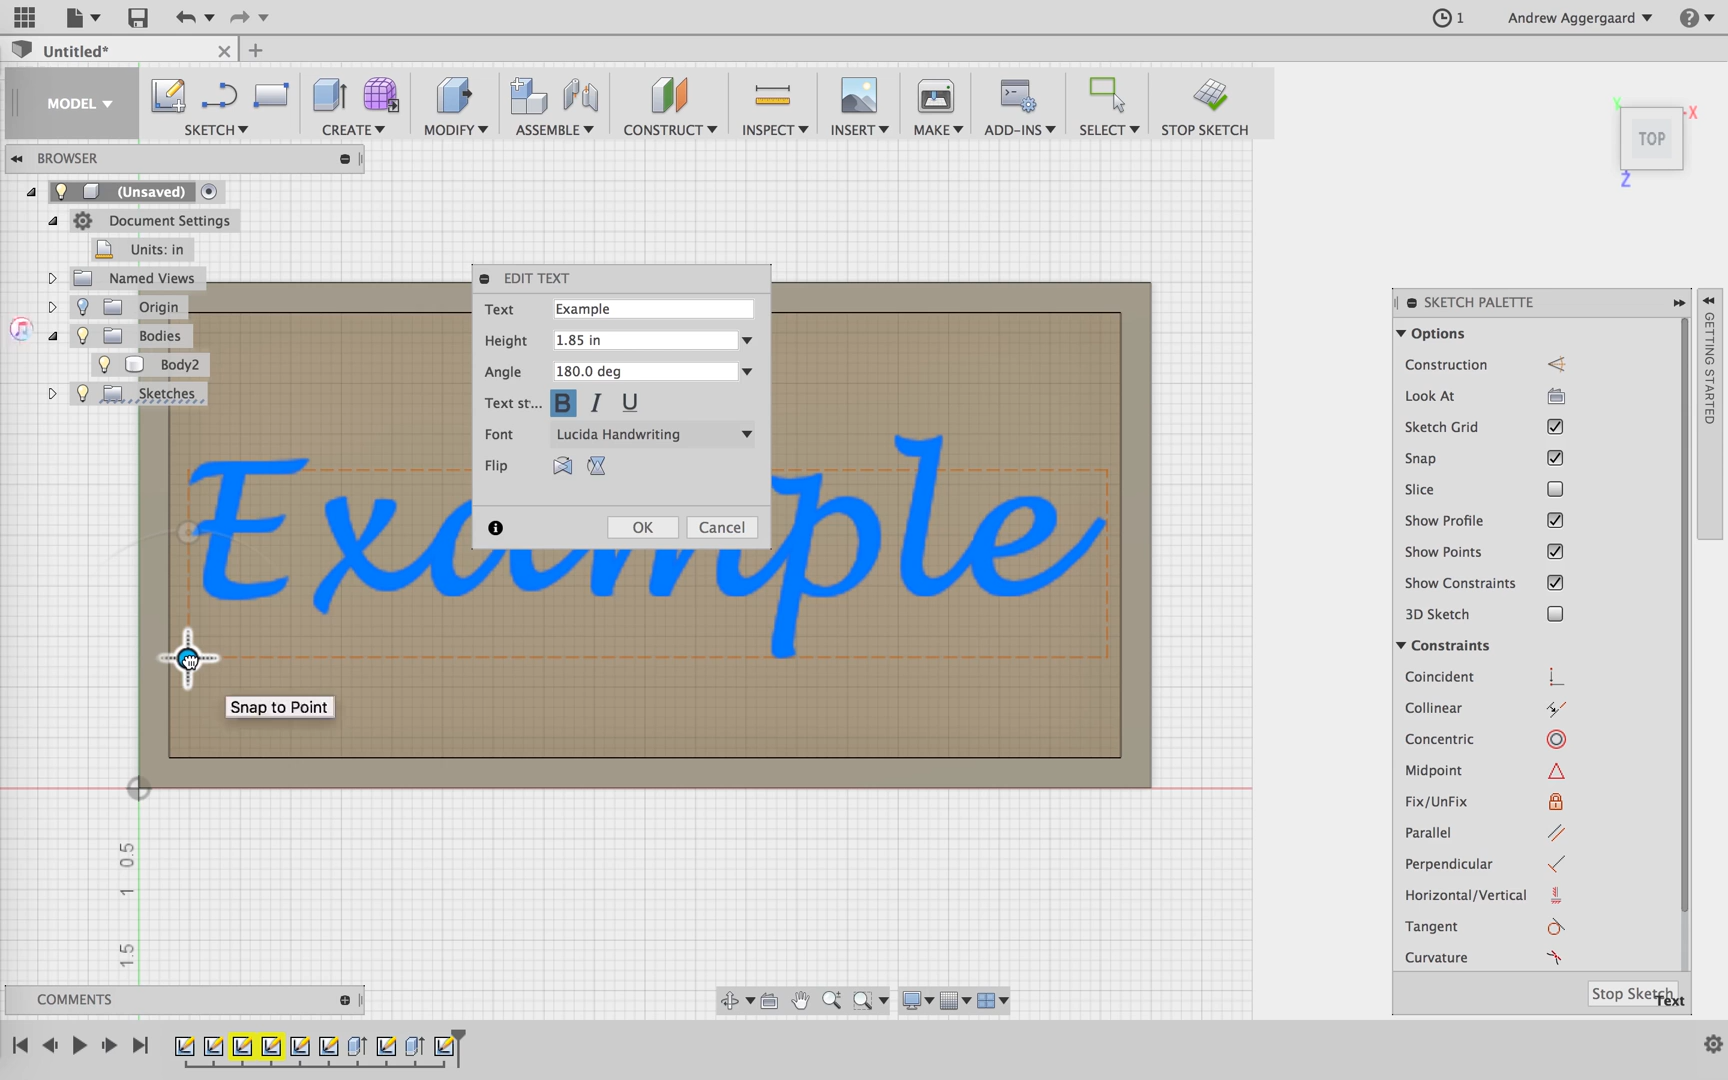 1
Andrew Aggergaard
Untitled*
MODEL
SKETCH
CREATE
MODIFY
ASSEMBLE
CONSTRUCT
INSPECT
INSERT
MAKE
ADD-INS
SELECT
STOP SKETCH
Y
X
TOP
Z
BROWSER
(Unsaved)
Document Settings
Units: in
Named Views
Origin
Bodies
Body2
Sketches
EDIT TEXT
Text Example
Height 1.85 in
Angle 180.0 deg
Text st... B I U
Font Lucida Handwriting
Flip
OK Cancel
Example
Snap to Point
0.5
1
1.5
SKETCH PALETTE
Options
Construction
Look At
Sketch Grid
Snap
Slice
Show Profile
Show Points
Show Constraints
3D Sketch
Constraints
Coincident
Collinear
Concentric
Midpoint
Fix/UnFix
Parallel
Perpendicular
Horizontal/Vertical
Tangent
Curvature
Stop Sketch
Text
GETTING STARTED
COMMENTS